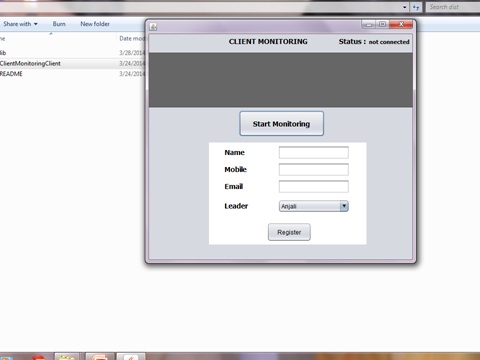 Search dist
Share with Burn New folder
Date mod
lib 3/28/2014
ClientMonitoringClient 3/24/2014
README 3/24/2014
CLIENT MONITORING Status : not connected
Start Monitoring
Name
Mobile
Email
Leader Anjali
Register